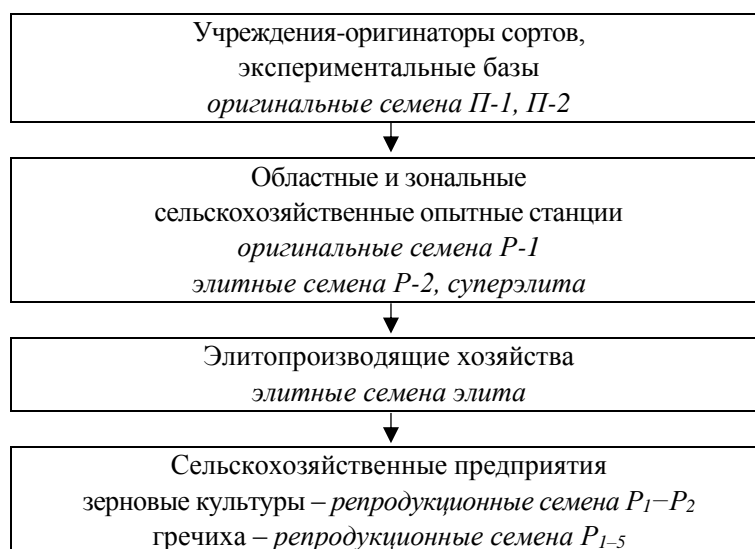 Учреждения-оригинаторы сортов,
экспериментальные базы
оригинальные семена П-1, П-2
Областные и зональные
сельскохозяйственные опытные станции
оригинальные семена Р-1
элитные семена Р-2, суперэлита
Элитопроизводящие хозяйства
элитные семена элита
Сельскохозяйственные предприятия
зерновые культуры – репродукционные семена Р₁−Р₂
гречиха – репродукционные семена Р₁₋₅